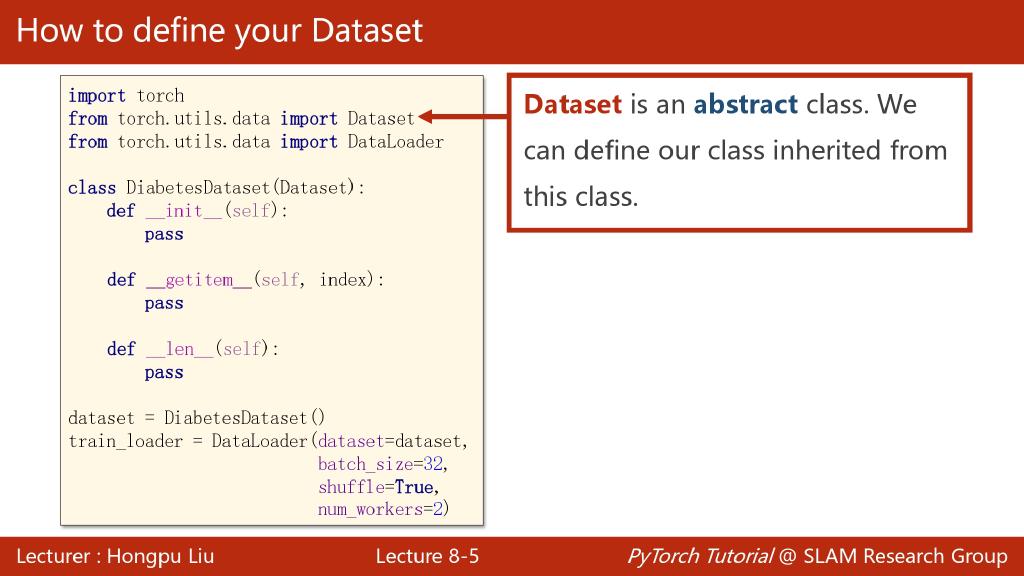 How to define your Dataset
import torch
from torch.utils.data import Dataset
from torch.utils.data import DataLoader
class DiabetesDataset(Dataset):
    def __init__(self):
        pass
    def __getitem__(self, index):
        pass
    def __len__(self):
        pass
dataset = DiabetesDataset()
train_loader = DataLoader(dataset=dataset,
                          batch_size=32,
                          shuffle=True,
                          num_workers=2)
Dataset is an abstract class. We
can define our class inherited from
this class.
Lecturer : Hongpu Liu
Lecture 8-5
PyTorch Tutorial @ SLAM Research Group